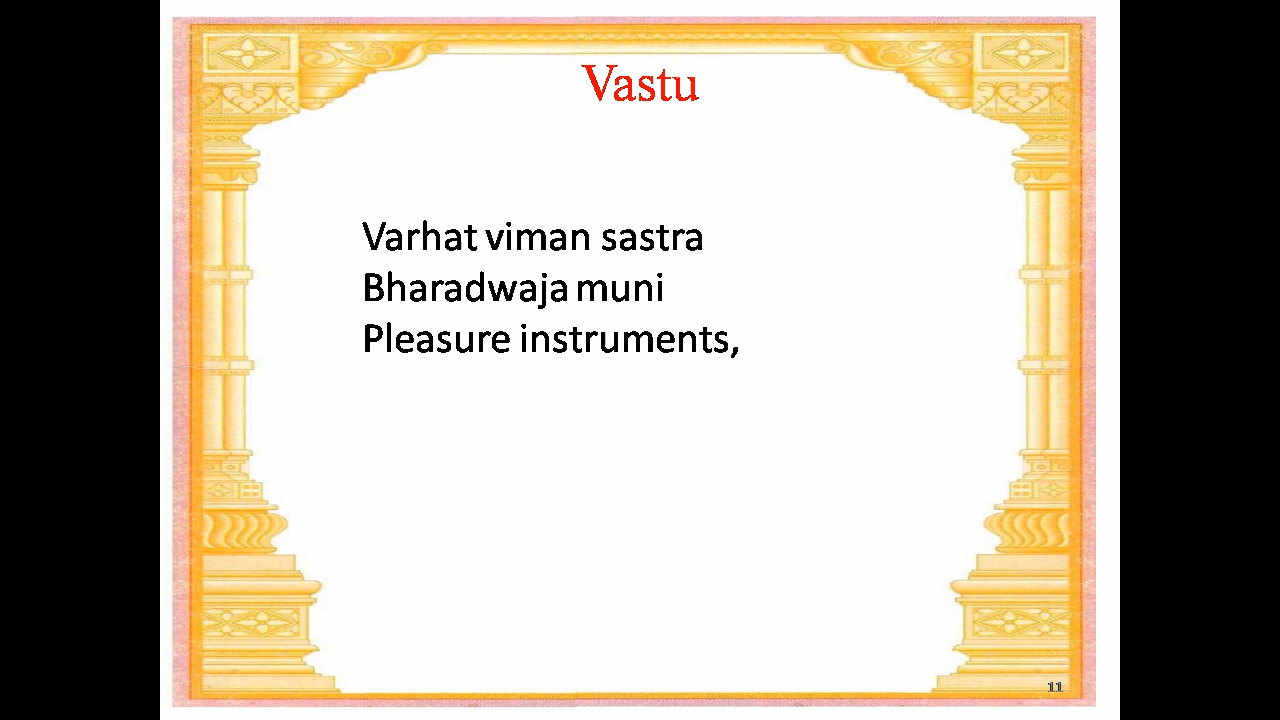 Vastu
Varhat viman sastra
Bharadwaja muni
Pleasure instruments,
11